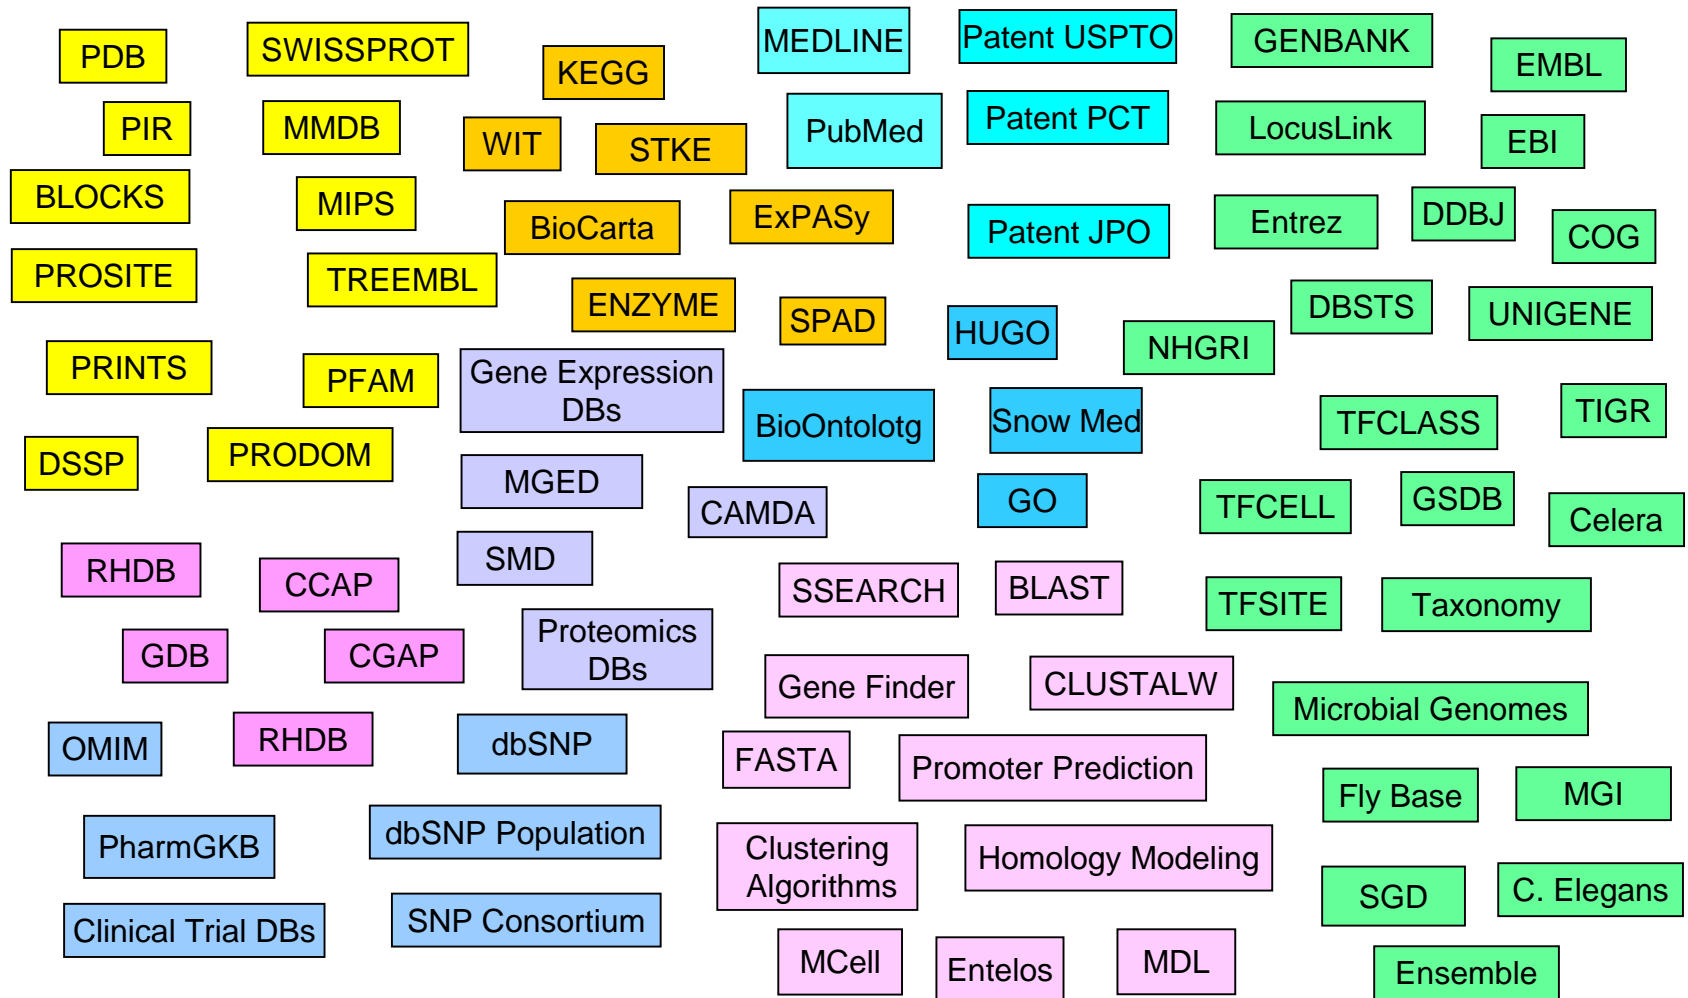 PDB
SWISSPROT
KEGG
MEDLINE
Patent USPTO
GENBANK
EMBL
PIR
MMDB
WIT
STKE
PubMed
Patent PCT
LocusLink
EBI
BLOCKS
MIPS
BioCarta
ExPASy
Patent JPO
Entrez
DDBJ
COG
PROSITE
TREEMBL
ENZYME
SPAD
HUGO
NHGRI
DBSTS
UNIGENE
PRINTS
PFAM
Gene Expression
DBs
BioOntolotg
Snow Med
TFCLASS
TIGR
DSSP
PRODOM
MGED
CAMDA
GO
TFCELL
GSDB
Celera
RHDB
CCAP
SMD
SSEARCH
BLAST
TFSITE
Taxonomy
GDB
CGAP
Proteomics
DBs
Gene Finder
CLUSTALW
Microbial Genomes
OMIM
RHDB
dbSNP
FASTA
Promoter Prediction
Fly Base
MGI
PharmGKB
dbSNP Population
Clustering
Algorithms
Homology Modeling
SGD
C. Elegans
Clinical Trial DBs
SNP Consortium
MCell
Entelos
MDL
Ensemble